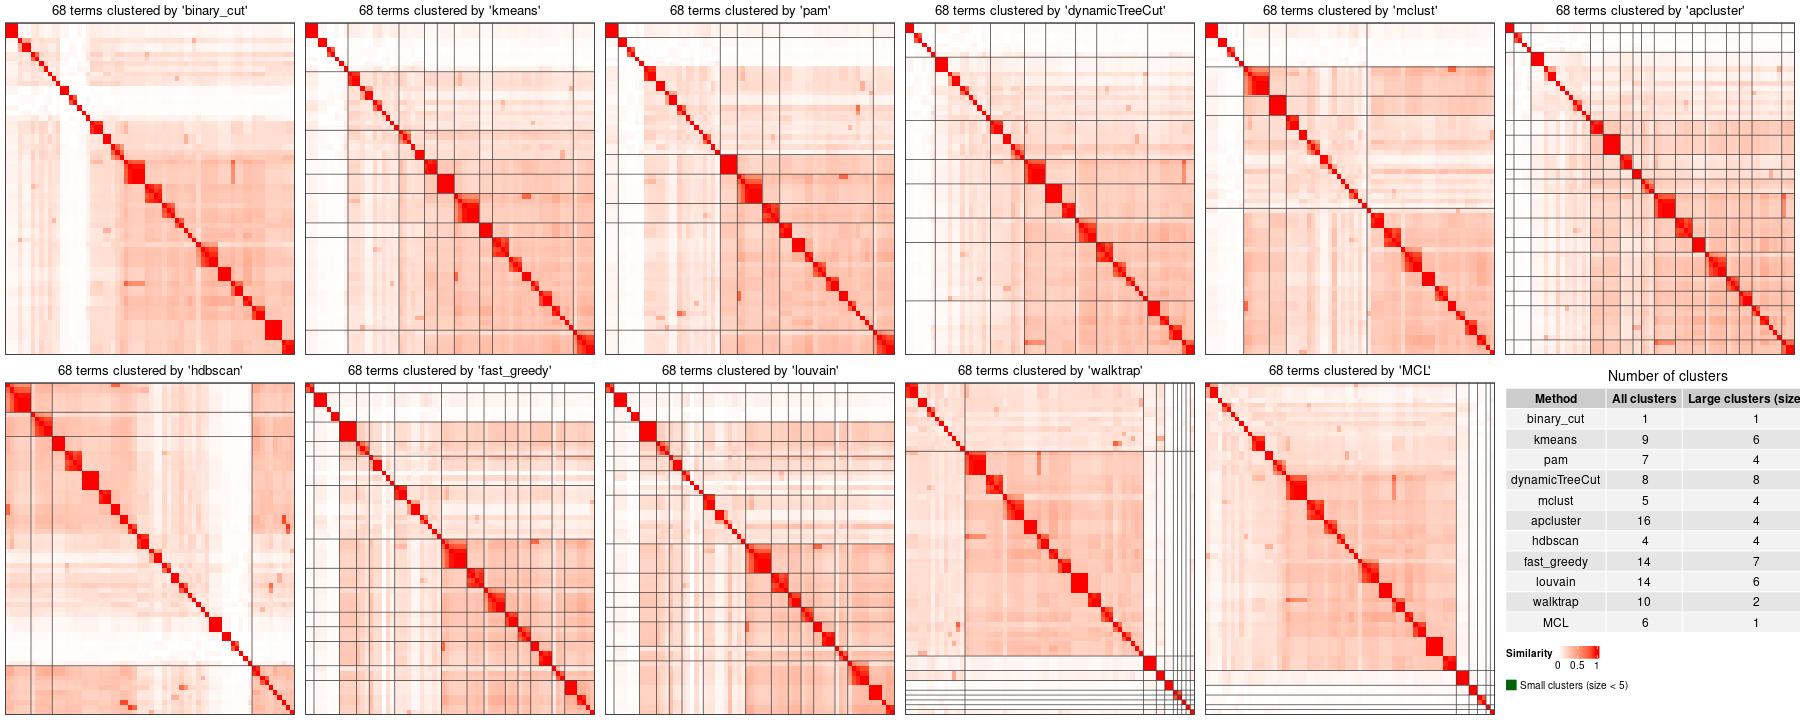 68 terms clustered by 'binary_cut'
68 terms clustered by 'kmeans'
68 terms clustered by 'pam'
68 terms clustered by 'dynamicTreeCut'
68 terms clustered by 'mclust'
68 terms clustered by 'apcluster'
68 terms clustered by 'hdbscan'
68 terms clustered by 'fast_greedy'
68 terms clustered by 'louvain'
68 terms clustered by 'walktrap'
68 terms clustered by 'MCL'
Number of clusters
Method All clusters Large clusters (size
binary_cut 1 1
kmeans 9 6
pam 7 4
dynamicTreeCut 8 8
mclust 5 4
apcluster 16 4
hdbscan 4 4
fast_greedy 14 7
louvain 14 6
walktrap 10 2
MCL 6 1
Similarity
0 0.5 1
Small clusters (size < 5)